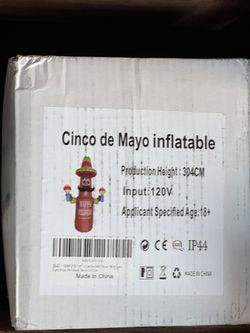 Cinco de Mayo inflatable
Production Height : 304CM
Input:120V
Applicant Specified Age:18+
IP44
MADE IN CHINA
Made In China